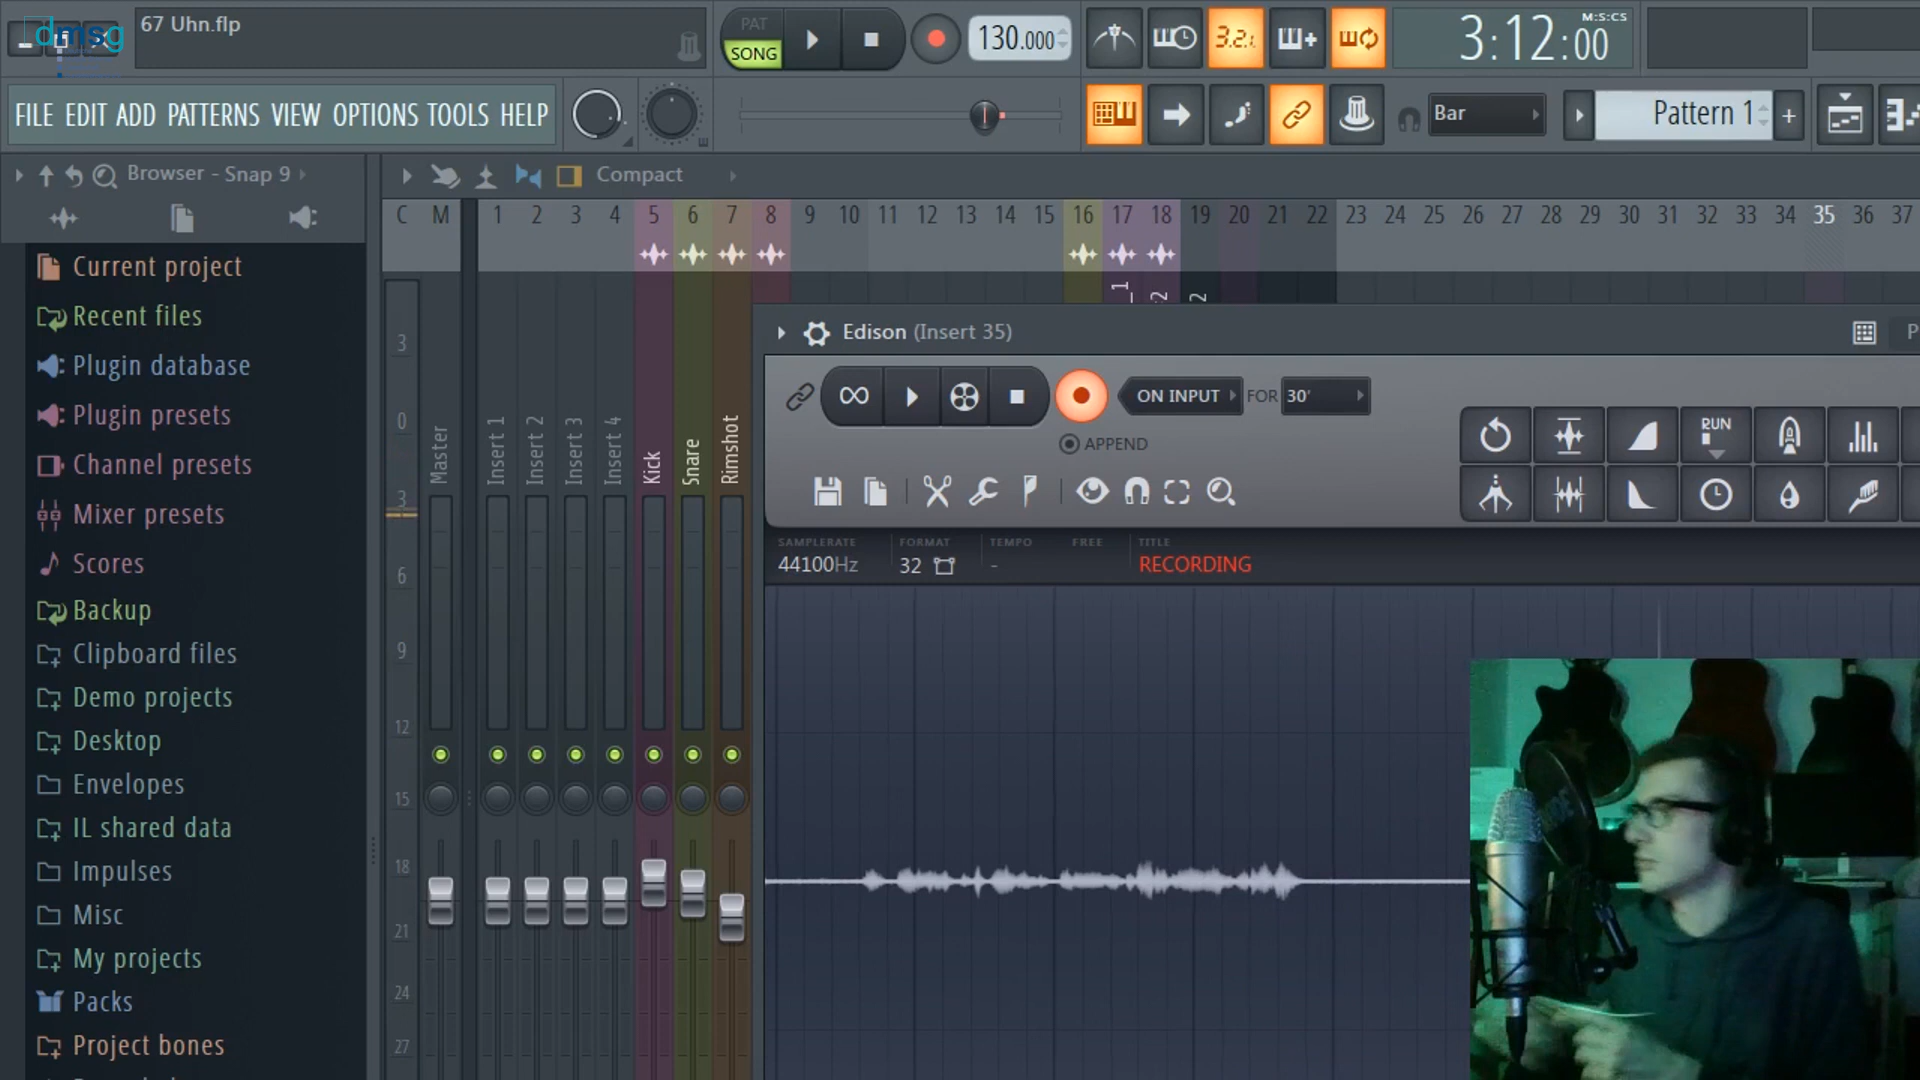 dmsg
67 Uhn.flp
PAT
SONG
130.000
3:12:00
M:S:CS
FILE EDIT ADD PATTERNS VIEW OPTIONS TOOLS HELP
Bar
Pattern 1
Browser - Snap 9
Compact
C M 1 2 3 4 5 6 7 8 9 10 11 12 13 14 15 16 17 18 19 20 21 22 23 24 25 26 27 28 29 30 31 32 33 34 35 36 37
Current project
Recent files
Plugin database
Plugin presets
Channel presets
Mixer presets
Scores
Backup
Clipboard files
Demo projects
Desktop
Envelopes
IL shared data
Impulses
Misc
My projects
Packs
Project bones
3
0
3
6
9
12
15
18
21
24
27
Master
Insert 1
Insert 2
Insert 3
Insert 4
Kick
Snare
Rimshot
Edison (Insert 35)
ON INPUT
FOR
30'
APPEND
RUN
SAMPLERATE
44100Hz
FORMAT
32
TEMPO
-
FREE
TITLE
RECORDING